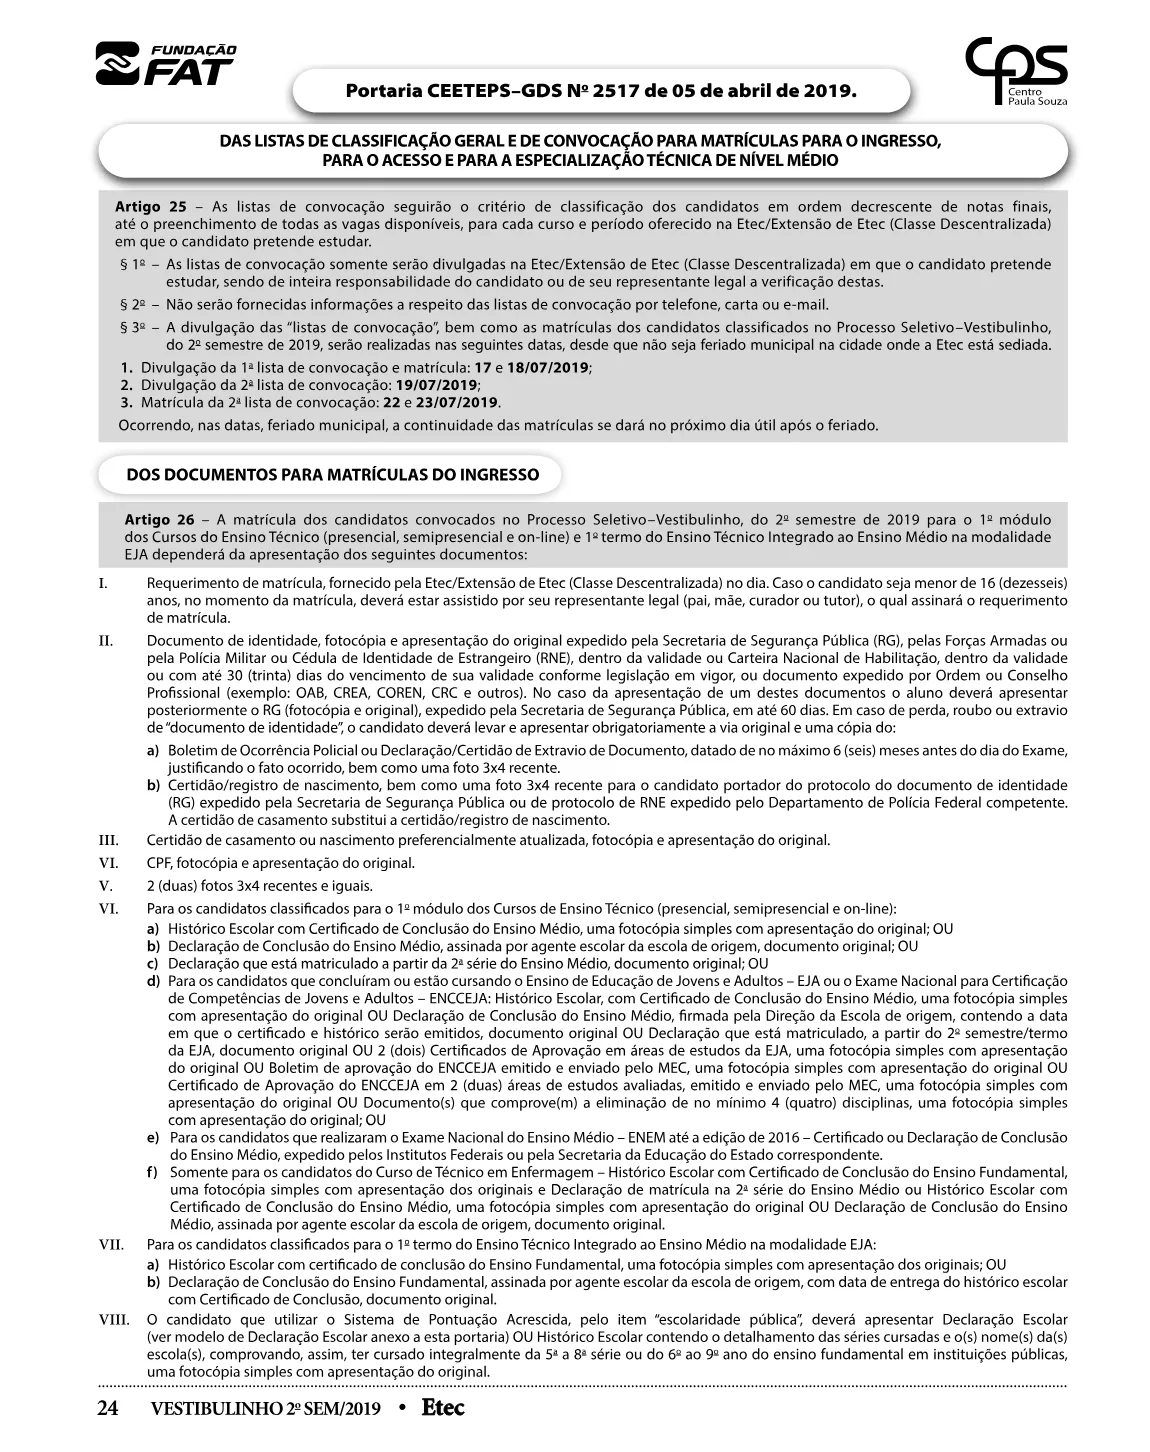 FUNDAÇÃO
FAT
CPS
Centro
Paula Souza
Portaria CEETEPS–GDS Nº 2517 de 05 de abril de 2019.
DAS LISTAS DE CLASSIFICAÇÃO GERAL E DE CONVOCAÇÃO PARA MATRÍCULAS PARA O INGRESSO,
PARA O ACESSO E PARA A ESPECIALIZAÇÃO TÉCNICA DE NÍVEL MÉDIO
Artigo 25 – As listas de convocação seguirão o critério de classificação dos candidatos em ordem decrescente de notas finais,
até o preenchimento de todas as vagas disponíveis, para cada curso e período oferecido na Etec/Extensão de Etec (Classe Descentralizada)
em que o candidato pretende estudar.
§ 1º – As listas de convocação somente serão divulgadas na Etec/Extensão de Etec (Classe Descentralizada) em que o candidato pretende
estudar, sendo de inteira responsabilidade do candidato ou de seu representante legal a verificação destas.
§ 2º – Não serão fornecidas informações a respeito das listas de convocação por telefone, carta ou e-mail.
§ 3º – A divulgação das “listas de convocação”, bem como as matrículas dos candidatos classificados no Processo Seletivo–Vestibulinho,
do 2º semestre de 2019, serão realizadas nas seguintes datas, desde que não seja feriado municipal na cidade onde a Etec está sediada.
1. Divulgação da 1ª lista de convocação e matrícula: 17 e 18/07/2019;
2. Divulgação da 2ª lista de convocação: 19/07/2019;
3. Matrícula da 2ª lista de convocação: 22 e 23/07/2019.
Ocorrendo, nas datas, feriado municipal, a continuidade das matrículas se dará no próximo dia útil após o feriado.
DOS DOCUMENTOS PARA MATRÍCULAS DO INGRESSO
Artigo 26 – A matrícula dos candidatos convocados no Processo Seletivo–Vestibulinho, do 2º semestre de 2019 para o 1º módulo
dos Cursos do Ensino Técnico (presencial, semipresencial e on-line) e 1º termo do Ensino Técnico Integrado ao Ensino Médio na modalidade
EJA dependerá da apresentação dos seguintes documentos:
I. Requerimento de matrícula, fornecido pela Etec/Extensão de Etec (Classe Descentralizada) no dia. Caso o candidato seja menor de 16 (dezesseis)
anos, no momento da matrícula, deverá estar assistido por seu representante legal (pai, mãe, curador ou tutor), o qual assinará o requerimento
de matrícula.
II. Documento de identidade, fotocópia e apresentação do original expedido pela Secretaria de Segurança Pública (RG), pelas Forças Armadas ou
pela Polícia Militar ou Cédula de Identidade de Estrangeiro (RNE), dentro da validade ou Carteira Nacional de Habilitação, dentro da validade
ou com até 30 (trinta) dias do vencimento de sua validade conforme legislação em vigor, ou documento expedido por Ordem ou Conselho
Profissional (exemplo: OAB, CREA, COREN, CRC e outros). No caso da apresentação de um destes documentos o aluno deverá apresentar
posteriormente o RG (fotocópia e original), expedido pela Secretaria de Segurança Pública, em até 60 dias. Em caso de perda, roubo ou extravio
de “documento de identidade”, o candidato deverá levar e apresentar obrigatoriamente a via original e uma cópia do:
a) Boletim de Ocorrência Policial ou Declaração/Certidão de Extravio de Documento, datado de no máximo 6 (seis) meses antes do dia do Exame,
justificando o fato ocorrido, bem como uma foto 3x4 recente.
b) Certidão/registro de nascimento, bem como uma foto 3x4 recente para o candidato portador do protocolo do documento de identidade
(RG) expedido pela Secretaria de Segurança Pública ou de protocolo de RNE expedido pelo Departamento de Polícia Federal competente.
A certidão de casamento substitui a certidão/registro de nascimento.
III. Certidão de casamento ou nascimento preferencialmente atualizada, fotocópia e apresentação do original.
VI. CPF, fotocópia e apresentação do original.
V. 2 (duas) fotos 3x4 recentes e iguais.
VI. Para os candidatos classificados para o 1º módulo dos Cursos de Ensino Técnico (presencial, semipresencial e on-line):
a) Histórico Escolar com Certificado de Conclusão do Ensino Médio, uma fotocópia simples com apresentação do original; OU
b) Declaração de Conclusão do Ensino Médio, assinada por agente escolar da escola de origem, documento original; OU
c) Declaração que está matriculado a partir da 2ª série do Ensino Médio, documento original; OU
d) Para os candidatos que concluíram ou estão cursando o Ensino de Educação de Jovens e Adultos – EJA ou o Exame Nacional para Certificação
de Competências de Jovens e Adultos – ENCCEJA: Histórico Escolar, com Certificado de Conclusão do Ensino Médio, uma fotocópia simples
com apresentação do original OU Declaração de Conclusão do Ensino Médio, firmada pela Direção da Escola de origem, contendo a data
em que o certificado e histórico serão emitidos, documento original OU Declaração que está matriculado, a partir do 2º semestre/termo
da EJA, documento original OU 2 (dois) Certificados de Aprovação em áreas de estudos da EJA, uma fotocópia simples com apresentação
do original OU Boletim de aprovação do ENCCEJA emitido e enviado pelo MEC, uma fotocópia simples com apresentação do original OU
Certificado de Aprovação do ENCCEJA em 2 (duas) áreas de estudos avaliadas, emitido e enviado pelo MEC, uma fotocópia simples com
apresentação do original OU Documento(s) que comprove(m) a eliminação de no mínimo 4 (quatro) disciplinas, uma fotocópia simples
com apresentação do original; OU
e) Para os candidatos que realizaram o Exame Nacional do Ensino Médio – ENEM até a edição de 2016 – Certificado ou Declaração de Conclusão
do Ensino Médio, expedido pelos Institutos Federais ou pela Secretaria da Educação do Estado correspondente.
f) Somente para os candidatos do Curso de Técnico em Enfermagem – Histórico Escolar com Certificado de Conclusão do Ensino Fundamental,
uma fotocópia simples com apresentação dos originais e Declaração de matrícula na 2ª série do Ensino Médio ou Histórico Escolar com
Certificado de Conclusão do Ensino Médio, uma fotocópia simples com apresentação do original OU Declaração de Conclusão do Ensino
Médio, assinada por agente escolar da escola de origem, documento original.
VII. Para os candidatos classificados para o 1º termo do Ensino Técnico Integrado ao Ensino Médio na modalidade EJA:
a) Histórico Escolar com certificado de conclusão do Ensino Fundamental, uma fotocópia simples com apresentação dos originais; OU
b) Declaração de Conclusão do Ensino Fundamental, assinada por agente escolar da escola de origem, com data de entrega do histórico escolar
com Certificado de Conclusão, documento original.
VIII. O candidato que utilizar o Sistema de Pontuação Acrescida, pelo item “escolaridade pública”, deverá apresentar Declaração Escolar
(ver modelo de Declaração Escolar anexo a esta portaria) OU Histórico Escolar contendo o detalhamento das séries cursadas e o(s) nome(s) da(s)
escola(s), comprovando, assim, ter cursado integralmente da 5ª a 8ª série ou do 6º ao 9º ano do ensino fundamental em instituições públicas,
uma fotocópia simples com apresentação do original.
24 VESTIBULINHO 2º SEM/2019 • Etec